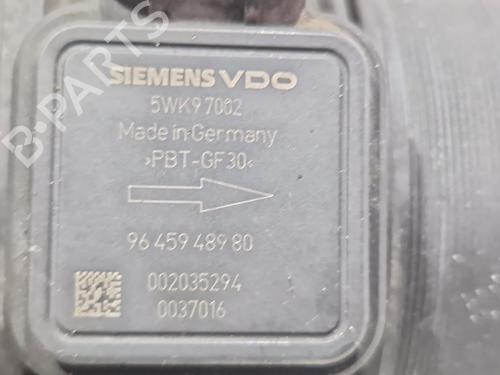 SIEMENS VDO
5WK9 7002
Made in Germany
>PBT-GF30<
96 459 489 80
002035294
0037016
B-PARTS